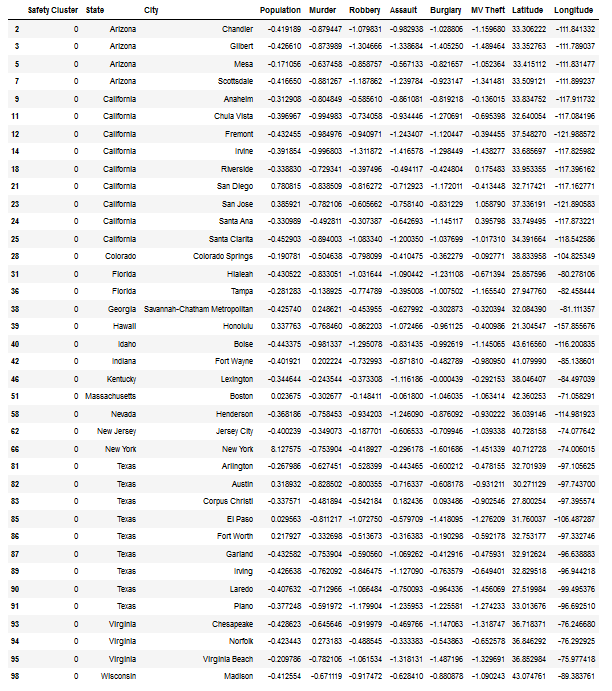 Safety Cluster State City Population Murder Robbery Assault Burglary MV Theft Latitude Longitude
2 0 Arizona Chandler -0.419189 -0.879447 -1.079831 -0.982938 -1.028806 -1.159680 33.306222 -111.841332
3 0 Arizona Gilbert -0.426610 -0.873989 -1.304666 -1.338684 -1.405250 -1.489464 33.352763 -111.789037
5 0 Arizona Mesa -0.171056 -0.637458 -0.858757 -0.567133 -0.821657 -1.052364 33.415112 -111.831477
7 0 Arizona Scottsdale -0.416650 -0.881267 -1.187862 -1.239784 -0.923147 -1.341481 33.509121 -111.899237
9 0 California Anaheim -0.312908 -0.804849 -0.585610 -0.861081 -0.819218 -0.136015 33.834752 -117.911732
11 0 California Chula Vista -0.396967 -0.994983 -0.734058 -0.934446 -1.270691 -0.695398 32.640054 -117.084196
12 0 California Fremont -0.432455 -0.984976 -0.940971 -1.243407 -1.120447 -0.394455 37.548270 -121.988572
14 0 California Irvine -0.391854 -0.996803 -1.311872 -1.416578 -1.298449 -1.438277 33.685697 -117.825982
18 0 California Riverside -0.338830 -0.729341 -0.397496 -0.494117 -0.424804 0.175483 33.953355 -117.396162
21 0 California San Diego 0.780815 -0.838509 -0.816272 -0.712923 -1.172011 -0.413448 32.717421 -117.162771
23 0 California San Jose 0.385921 -0.782106 -0.605662 -0.758140 -0.831229 1.058790 37.336191 -121.890583
24 0 California Santa Ana -0.330989 -0.492811 -0.307387 -0.642693 -1.145117 0.395798 33.749495 -117.873221
25 0 California Santa Clarita -0.452903 -0.894003 -1.083340 -1.200350 -1.037699 -1.017310 34.391664 -118.542586
28 0 Colorado Colorado Springs -0.190781 -0.504638 -0.798099 -0.410475 -0.362279 -0.092771 38.833958 -104.825349
31 0 Florida Hialeah -0.430522 -0.833051 -1.031644 -1.090442 -1.231108 -0.671394 25.857596 -80.278106
36 0 Florida Tampa -0.281283 -0.138925 -0.774789 -0.395008 -1.007502 -1.165540 27.947760 -82.458444
38 0 Georgia Savannah-Chatham Metropolitan -0.425740 0.248621 -0.453955 -0.627992 -0.302873 -0.320394 32.084390 -81.111357
39 0 Hawaii Honolulu 0.337763 -0.768460 -0.862203 -1.072466 -0.961125 -0.400986 21.304547 -157.855676
40 0 Idaho Boise -0.443375 -0.981337 -1.295078 -0.831435 -0.992619 -1.145065 43.616560 -116.200835
42 0 Indiana Fort Wayne -0.401921 0.202224 -0.732993 -0.871810 -0.482789 -0.980950 41.079990 -85.138601
46 0 Kentucky Lexington -0.344644 -0.243544 -0.373308 -1.116186 -0.000439 -0.292153 38.046407 -84.497039
51 0 Massachusetts Boston 0.023675 -0.302677 -0.148411 -0.061800 -1.046035 -1.063414 42.360253 -71.058291
58 0 Nevada Henderson -0.368186 -0.758453 -0.934203 -1.246090 -0.876092 -0.930222 36.039146 -114.981923
62 0 New Jersey Jersey City -0.400239 -0.349073 -0.187701 -0.606533 -0.709946 -1.039338 40.728158 -74.077642
66 0 New York New York 8.127575 -0.753904 -0.418927 -0.296178 -1.601686 -1.451339 40.712728 -74.006015
81 0 Texas Arlington -0.267986 -0.627451 -0.528399 -0.443465 -0.600212 -0.478155 32.701939 -97.105625
82 0 Texas Austin 0.318932 -0.828502 -0.800355 -0.716337 -0.608178 -0.931211 30.271129 -97.743700
83 0 Texas Corpus Christi -0.337571 -0.481894 -0.542184 0.182436 0.093486 -0.902546 27.800254 -97.395574
85 0 Texas El Paso 0.029563 -0.811217 -1.072750 -0.579709 -1.418095 -1.276209 31.760037 -106.487287
86 0 Texas Fort Worth 0.217927 -0.332698 -0.513673 -0.316383 -0.190298 -0.592178 32.753177 -97.332746
87 0 Texas Garland -0.432582 -0.753904 -0.590560 -1.069262 -0.412916 -0.475931 32.912624 -96.638883
89 0 Texas Irving -0.426638 -0.762092 -0.846475 -1.127090 -0.763579 -0.640451 32.829518 -96.944218
90 0 Texas Laredo -0.407632 -0.712966 -1.066484 -0.750093 -0.964336 -1.456069 27.519984 -99.495376
91 0 Texas Plano -0.377248 -0.591972 -1.179904 -1.235953 -1.225581 -1.274233 33.013676 -96.692510
93 0 Virginia Chesapeake -0.428623 -0.645646 -0.919979 -0.469766 -1.147063 -1.318747 36.718371 -76.246680
94 0 Virginia Norfolk -0.423443 0.273183 -0.488545 -0.333383 -0.543863 -0.652578 36.846292 -76.292925
95 0 Virginia Virginia Beach -0.209786 -0.782106 -1.061534 -1.318131 -1.487196 -1.329691 36.852984 -75.977418
98 0 Wisconsin Madison -0.412554 -0.671119 -0.917472 -0.628410 -0.880878 -1.090243 43.074761 -89.383761